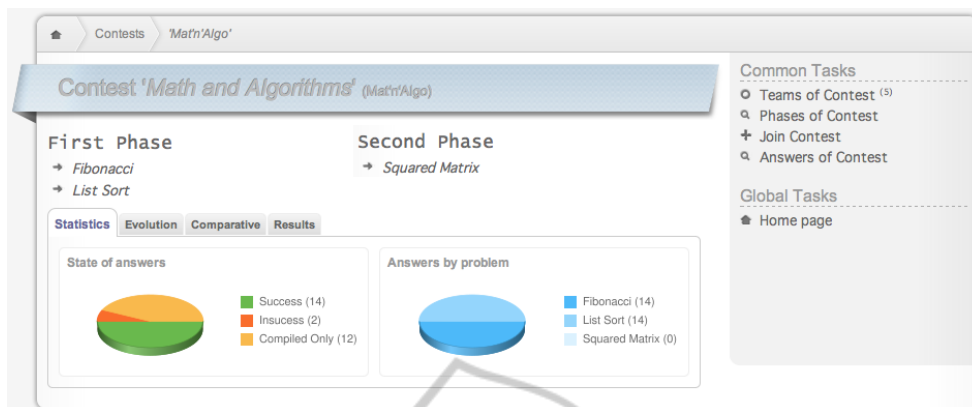 Contests 'Mat'n'Algo'
Contest 'Math and Algorithms' (Mat'n'Algo)
First Phase
Fibonacci
List Sort
Second Phase
Squared Matrix
Statistics Evolution Comparative Results
State of answers
Success (14)
Insucess (2)
Compiled Only (12)
Answers by problem
Fibonacci (14)
List Sort (14)
Squared Matrix (0)
Common Tasks
Teams of Contest (5)
Phases of Contest
Join Contest
Answers of Contest
Global Tasks
Home page